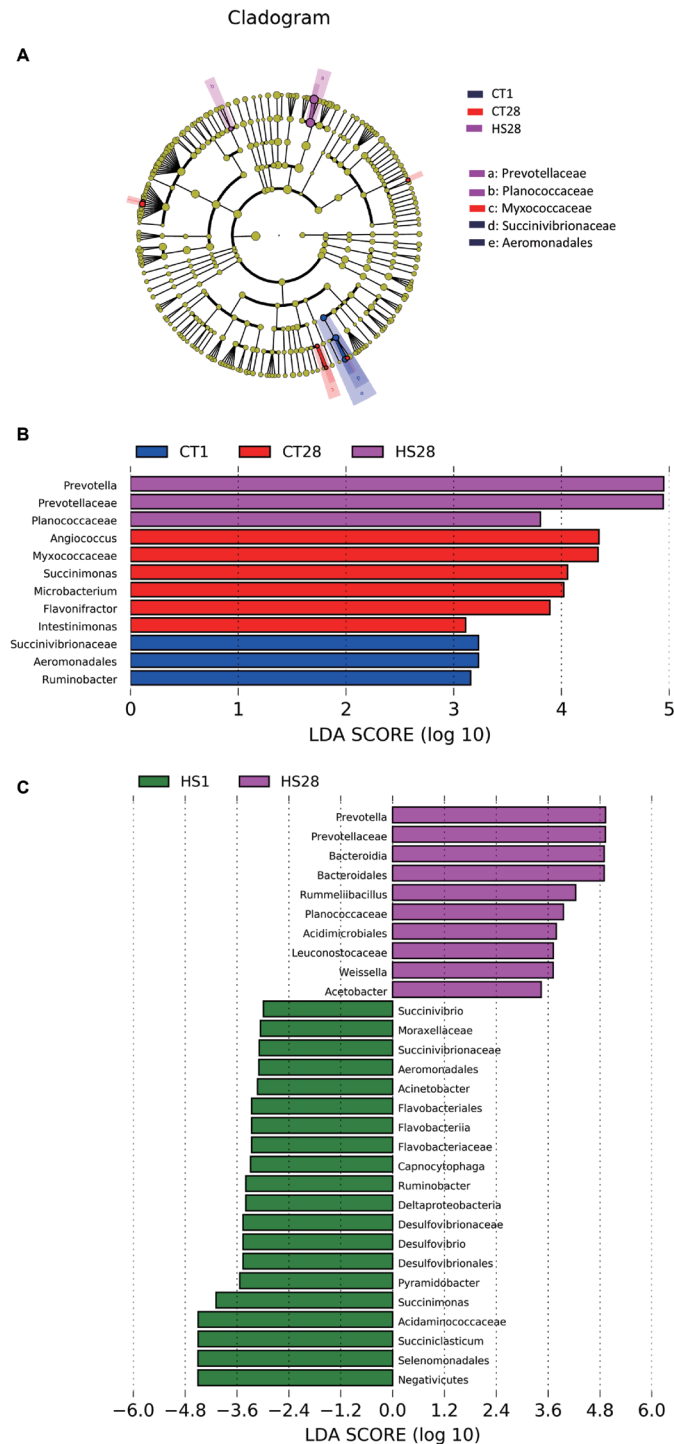 Cladogram
A
CT1
CT28
HS28
a: Prevotellaceae
b: Planococcaceae
c: Myxococcaceae
d: Succinivibrionaceae
e: Aeromonadales
B
CT1 CT28 HS28
Prevotella
Prevotellaceae
Planococcaceae
Angiococcus
Myxococcaceae
Succinimonas
Microbacterium
Flavonifractor
Intestinimonas
Succinivibrionaceae
Aeromonadales
Ruminobacter
0 1 2 3 4 5
LDA SCORE (log 10)
C
HS1 HS28
Prevotella
Prevotellaceae
Bacteroidia
Bacteroidales
Rummeliibacillus
Planococcaceae
Acidimicrobiales
Leuconostocaceae
Weissella
Acetobacter
Succinivibrio
Moraxellaceae
Succinivibrionaceae
Aeromonadales
Acinetobacter
Flavobacteriales
Flavobacteriia
Flavobacteriaceae
Capnocytophaga
Ruminobacter
Deltaproteobacteria
Desulfovibrionaceae
Desulfovibrio
Desulfovibrionales
Pyramidobacter
Succinimonas
Acidaminococcaceae
Succiniclasticum
Selenomonadales
Negativicutes
−6.0 −4.8 −3.6 −2.4 −1.2 0.0 1.2 2.4 3.6 4.8 6.0
LDA SCORE (log 10)